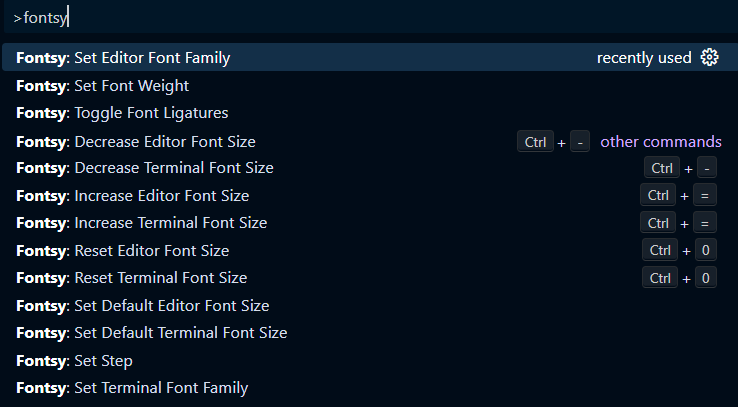 >fontsy
Fontsy: Set Editor Font Family recently used
Fontsy: Set Font Weight
Fontsy: Toggle Font Ligatures
Fontsy: Decrease Editor Font Size Ctrl + - other commands
Fontsy: Decrease Terminal Font Size Ctrl + -
Fontsy: Increase Editor Font Size Ctrl + =
Fontsy: Increase Terminal Font Size Ctrl + =
Fontsy: Reset Editor Font Size Ctrl + 0
Fontsy: Reset Terminal Font Size Ctrl + 0
Fontsy: Set Default Editor Font Size
Fontsy: Set Default Terminal Font Size
Fontsy: Set Step
Fontsy: Set Terminal Font Family